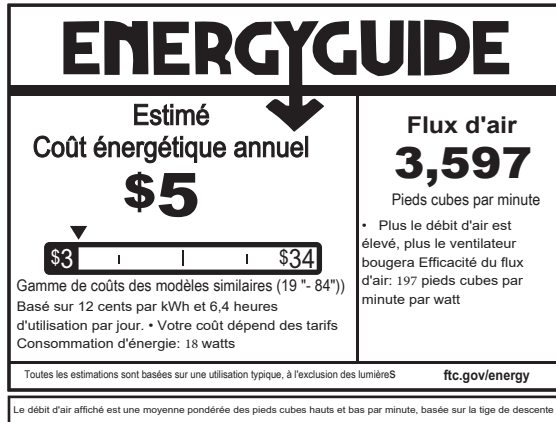 ENERGYGUIDE
Estimé
Coût énergétique annuel
$5
$3
$34
Gamme de coûts des modèles similaires (19 "- 84"))
Basé sur 12 cents par kWh et 6,4 heures
d'utilisation par jour. • Votre coût dépend des tarifs
Consommation d'énergie: 18 watts
Flux d'air
3,597
Pieds cubes par minute
• Plus le débit d'air est
élevé, plus le ventilateur
bougera Efficacité du flux
d'air: 197 pieds cubes par
minute par watt
Toutes les estimations sont basées sur une utilisation typique, à l'exclusion des lumièreS
ftc.gov/energy
Le débit d'air affiché est une moyenne pondérée des pieds cubes hauts et bas par minute, basée sur la tige de descente